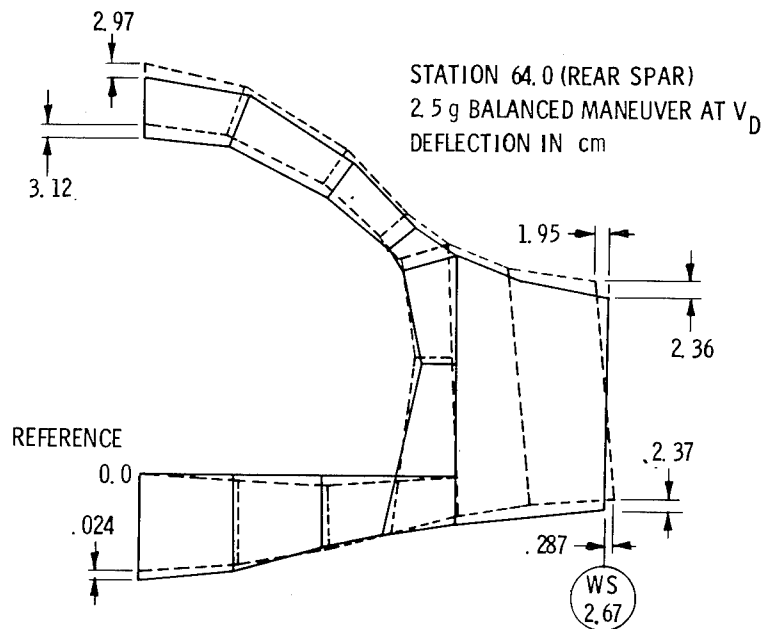 2.97
3.12
STATION 64.0 (REAR SPAR)
2.5 g BALANCED MANEUVER AT VD
DEFLECTION IN cm
1.95
2.36
REFERENCE
0.0
.024
.2.37
.287
WS
2.67